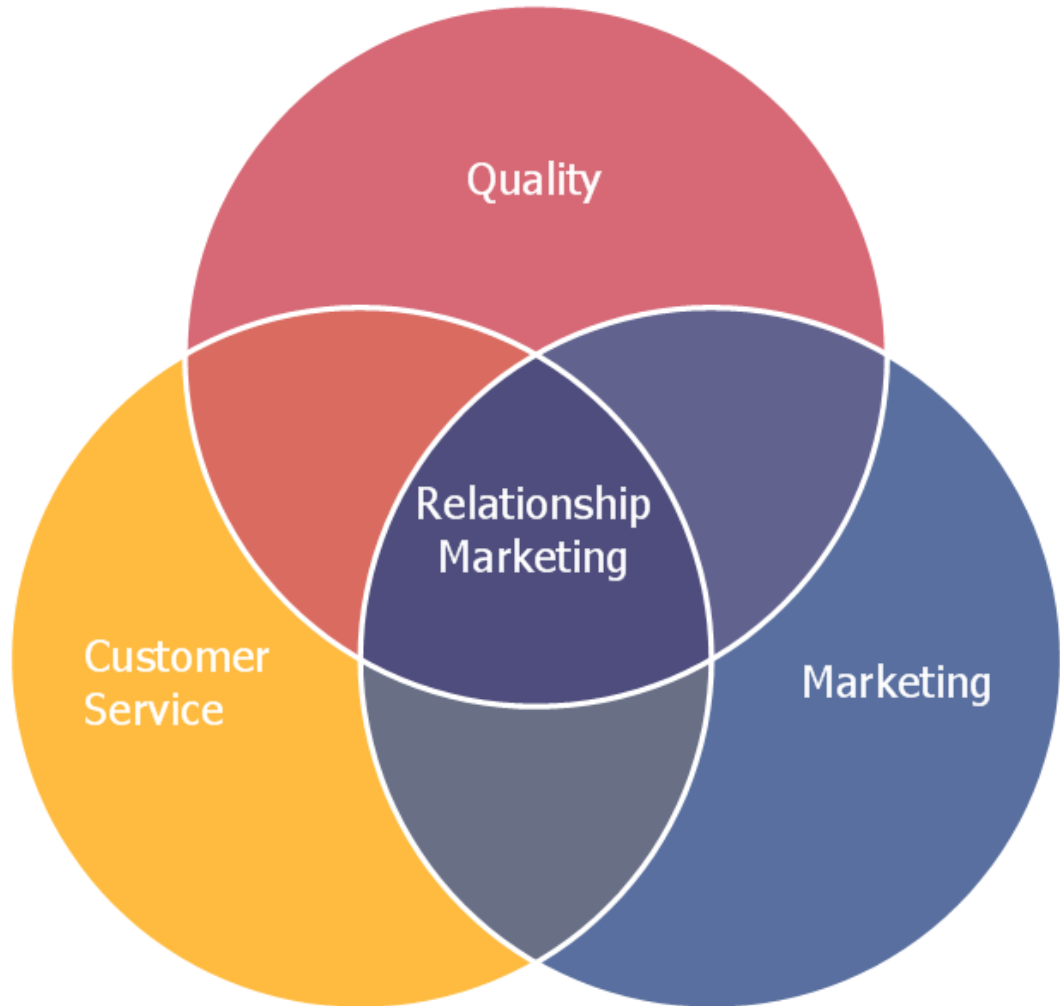 Quality
Relationship
Marketing
Customer
Service
Marketing